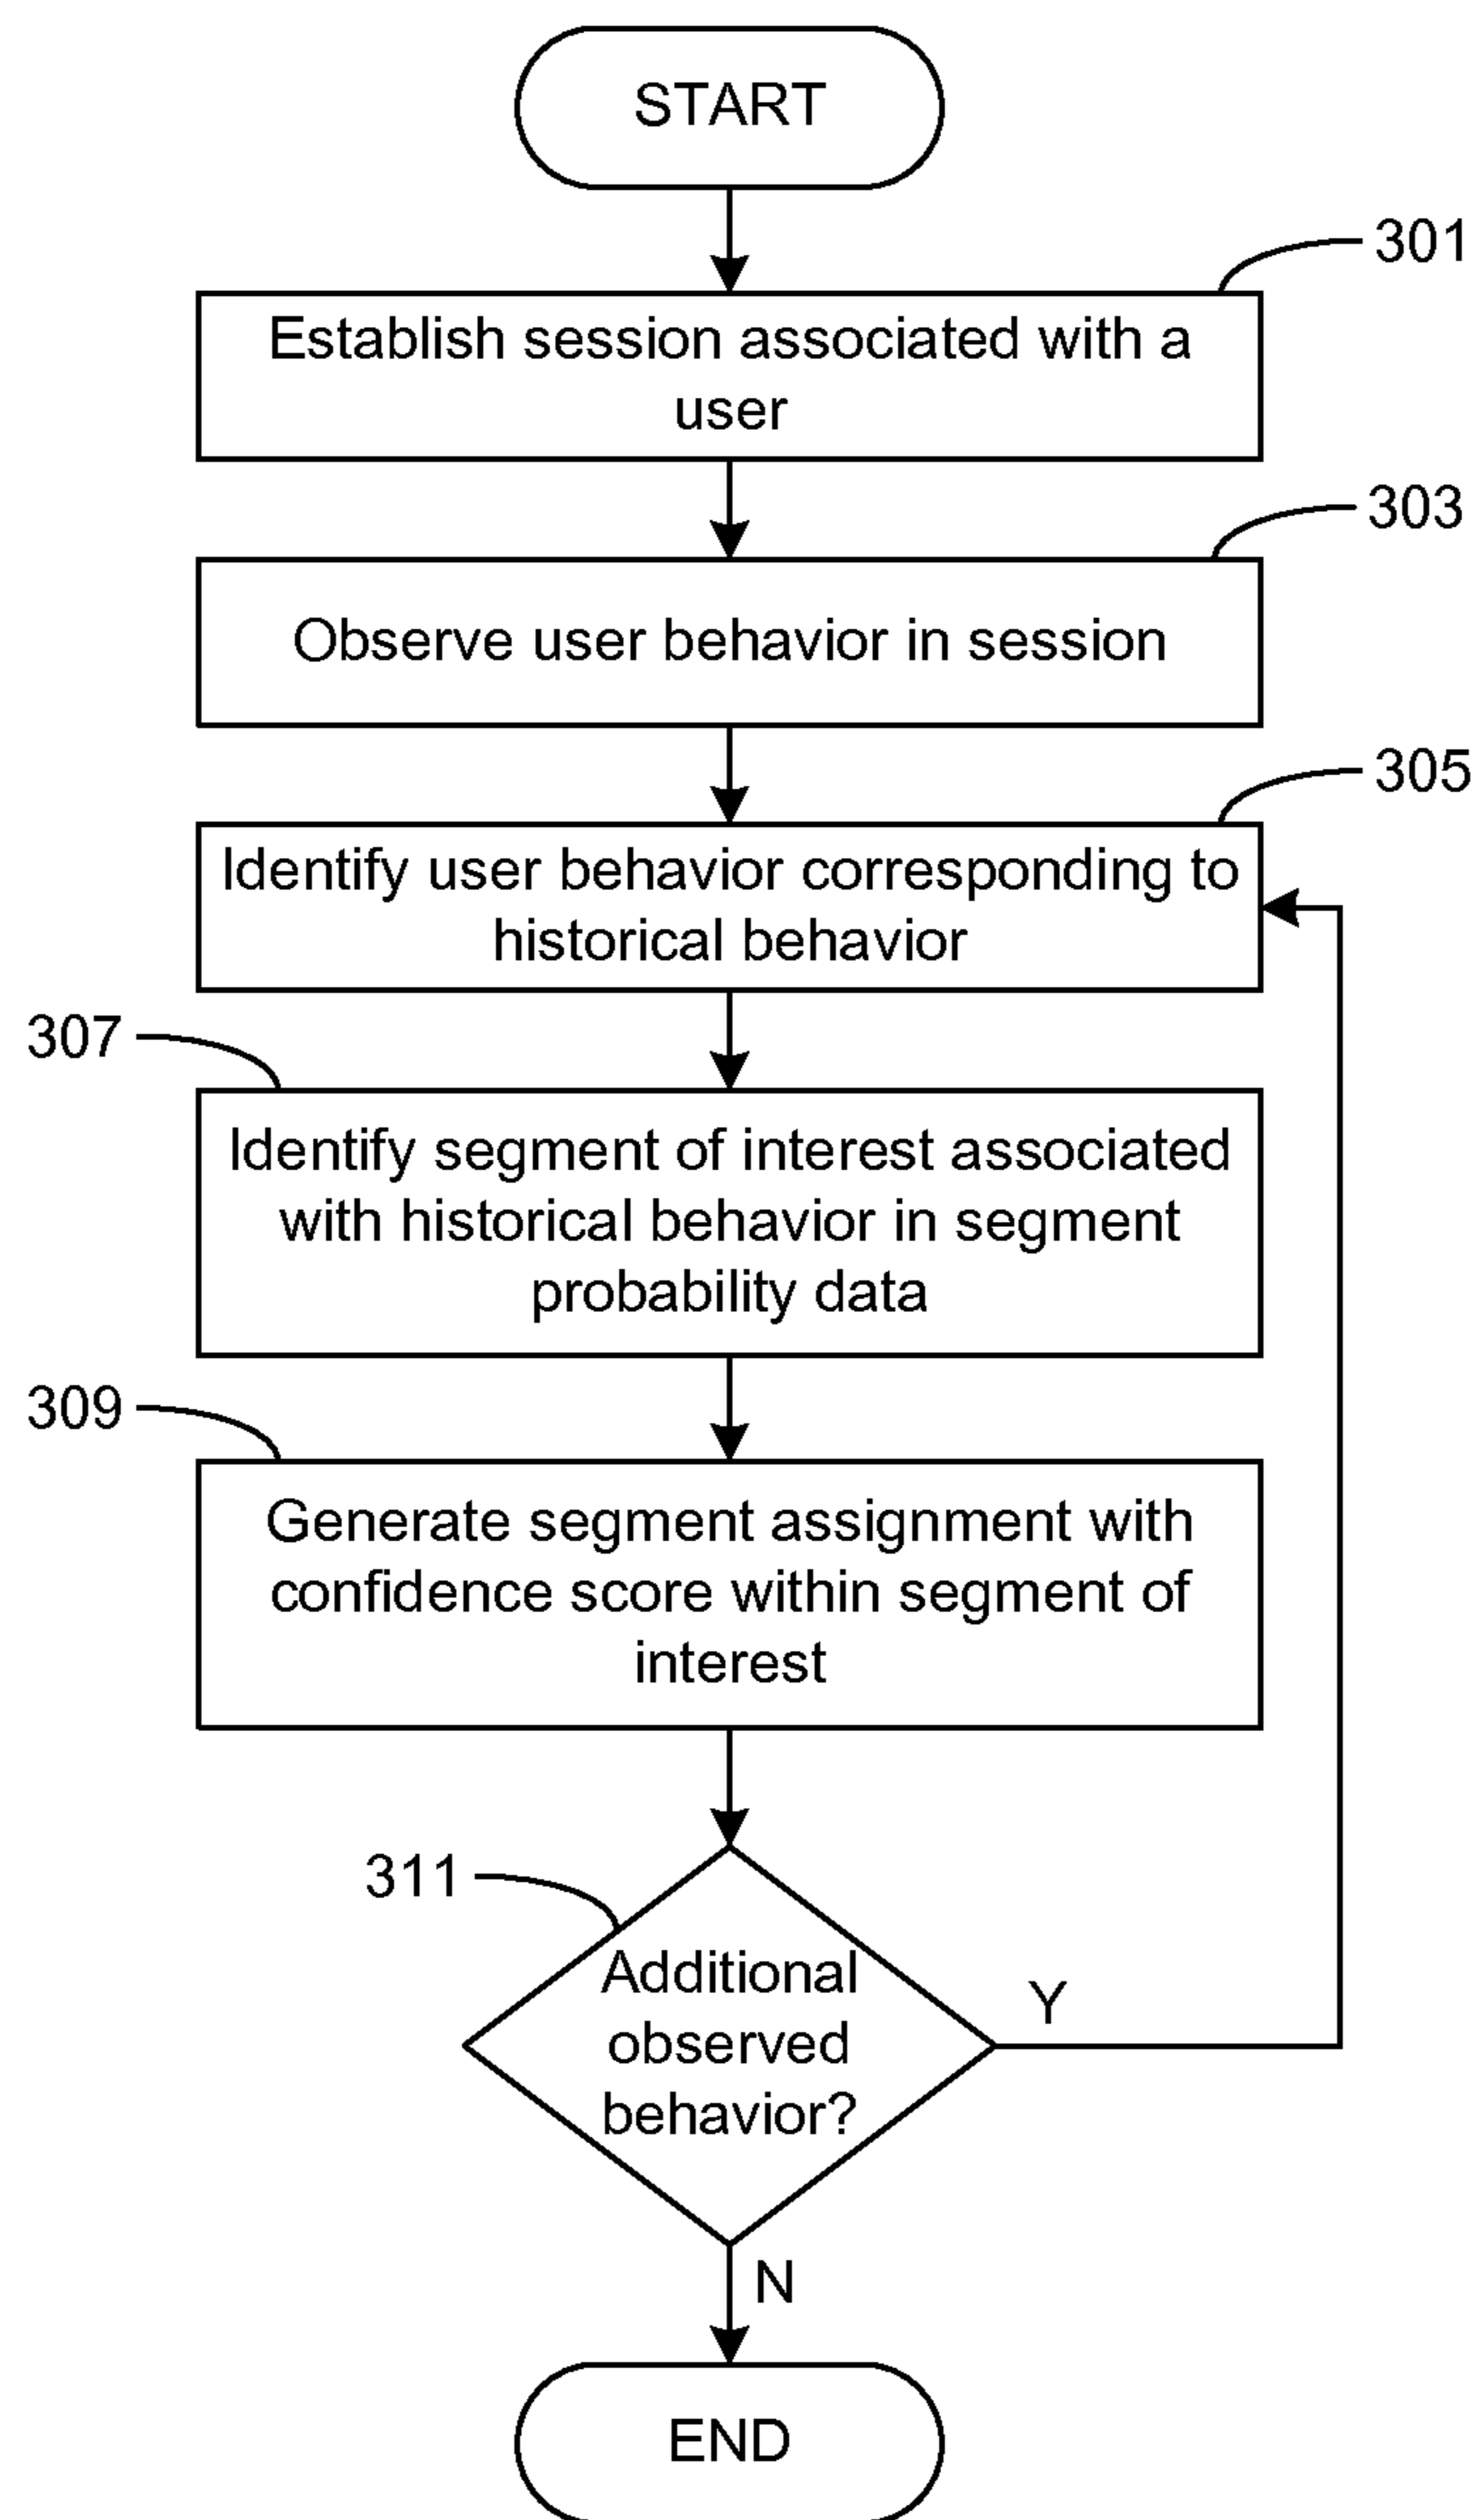 START
301
Establish session associated with a
user
303
Observe user behavior in session
305
Identify user behavior corresponding to
historical behavior
307
Identify segment of interest associated
with historical behavior in segment
probability data
309
Generate segment assignment with
confidence score within segment of
interest
311
Additional
observed
behavior?
Y
N
END